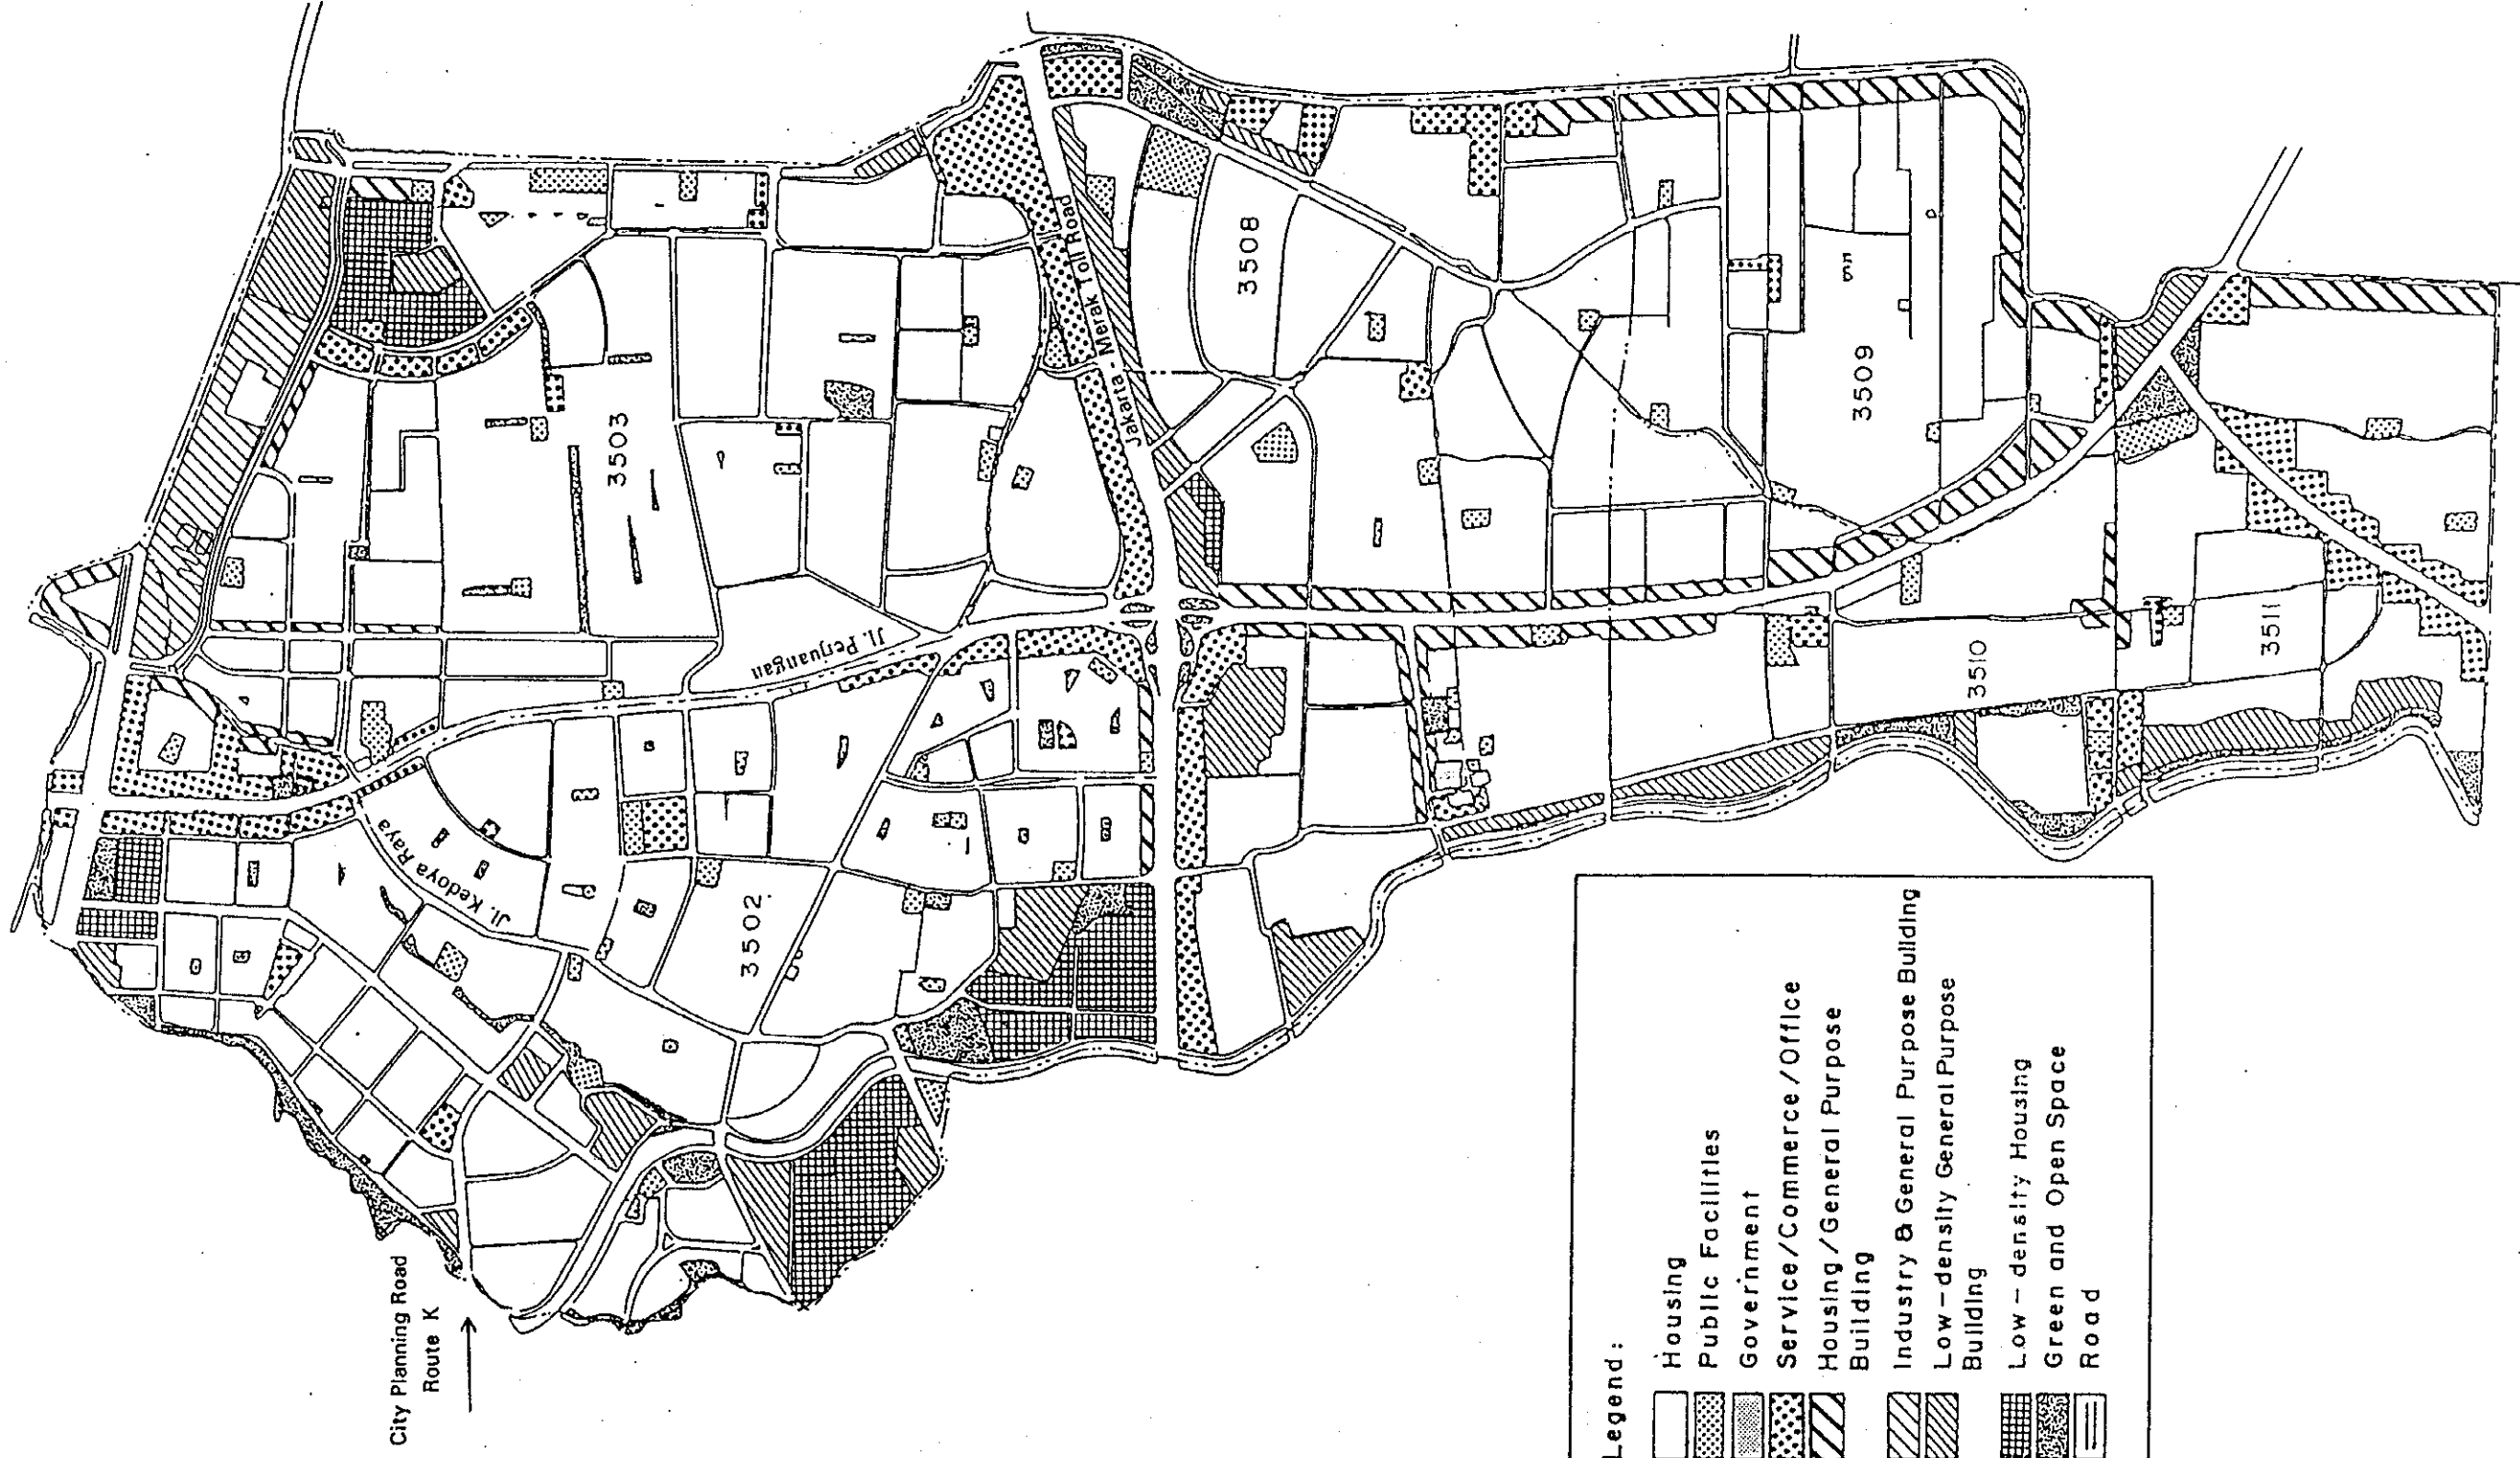 City Planning Road
Route K
Jl. Kedoya Raya
Jl. Perjuangan
Jakarta - Merak Toll Road
3502
3503
3508
3509
3510
3511
Legend:
Housing
Public Facilities
Government
Service/Commerce/Office
Housing/General Purpose
Building
Industry & General Purpose Building
Low-density General Purpose
Building
Low-density Housing
Green and Open Space
Road